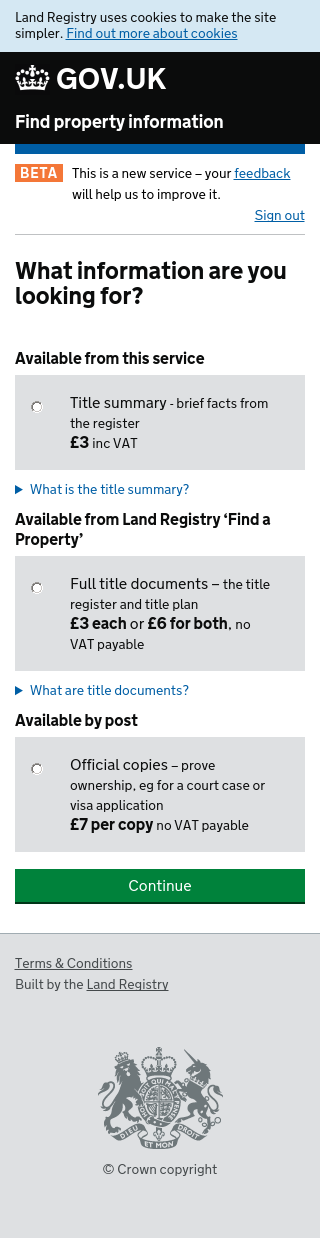 Land Registry uses cookies to make the site
simpler. Find out more about cookies
GOV.UK
Find property information
BETA This is a new service – your feedback
will help us to improve it.
Sign out
What information are you
looking for?
Available from this service
Title summary - brief facts from
the register
£3 inc VAT
What is the title summary?
Available from Land Registry ‘Find a
Property’
Full title documents – the title
register and title plan
£3 each or £6 for both, no
VAT payable
What are title documents?
Available by post
Official copies – prove
ownership, eg for a court case or
visa application
£7 per copy no VAT payable
Continue
Terms & Conditions
Built by the Land Registry
DIEU ET MON DROIT
© Crown copyright